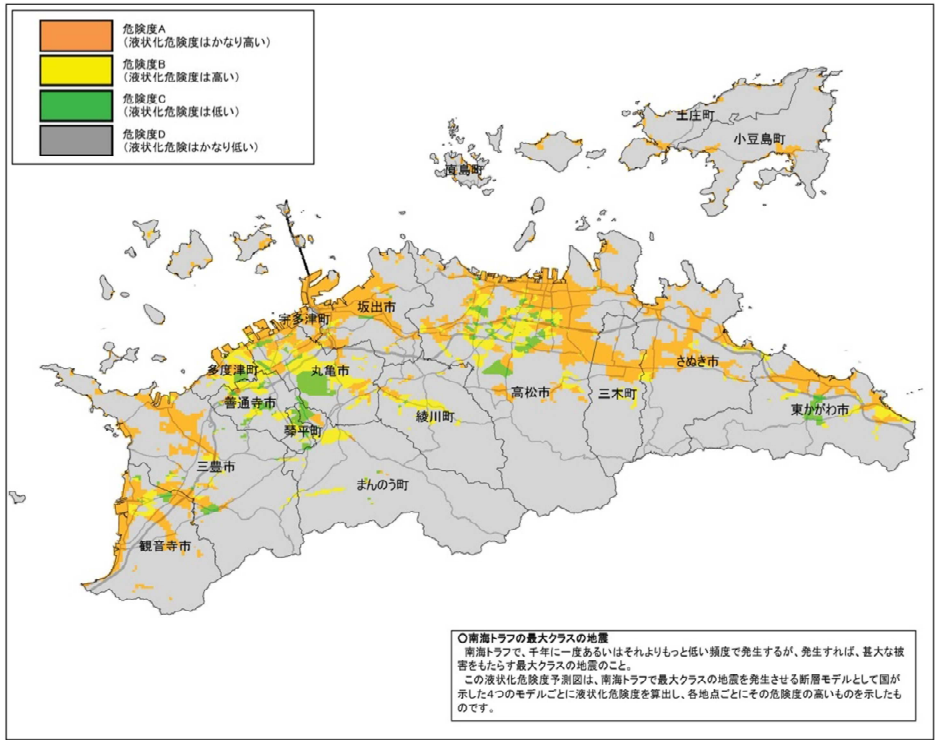 危険度A
（液状化危険度はかなり高い）
危険度B
（液状化危険度は高い）
危険度C
（液状化危険度は低い）
危険度D
（液状化危険はかなり低い）
土庄町
小豆島町
直島町
坂出市
宇多津町
多度津町
丸亀市
さぬき市
善通寺市
綾川町
高松市
三木町
東かがわ市
琴平町
三豊市
まんのう町
観音寺市
○南海トラフの最大クラスの地震
南海トラフで、千年に一度あるいはそれよりもっと低い頻度で発生するが、発生すれば、甚大な被
害をもたらす最大クラスの地震のこと。
この液状化危険度予測図は、南海トラフで最大クラスの地震を発生させる断層モデルとして国が
示した4つのモデルごとに液状化危険度を算出し、各地点ごとにその危険度の高いものを示したも
のです。